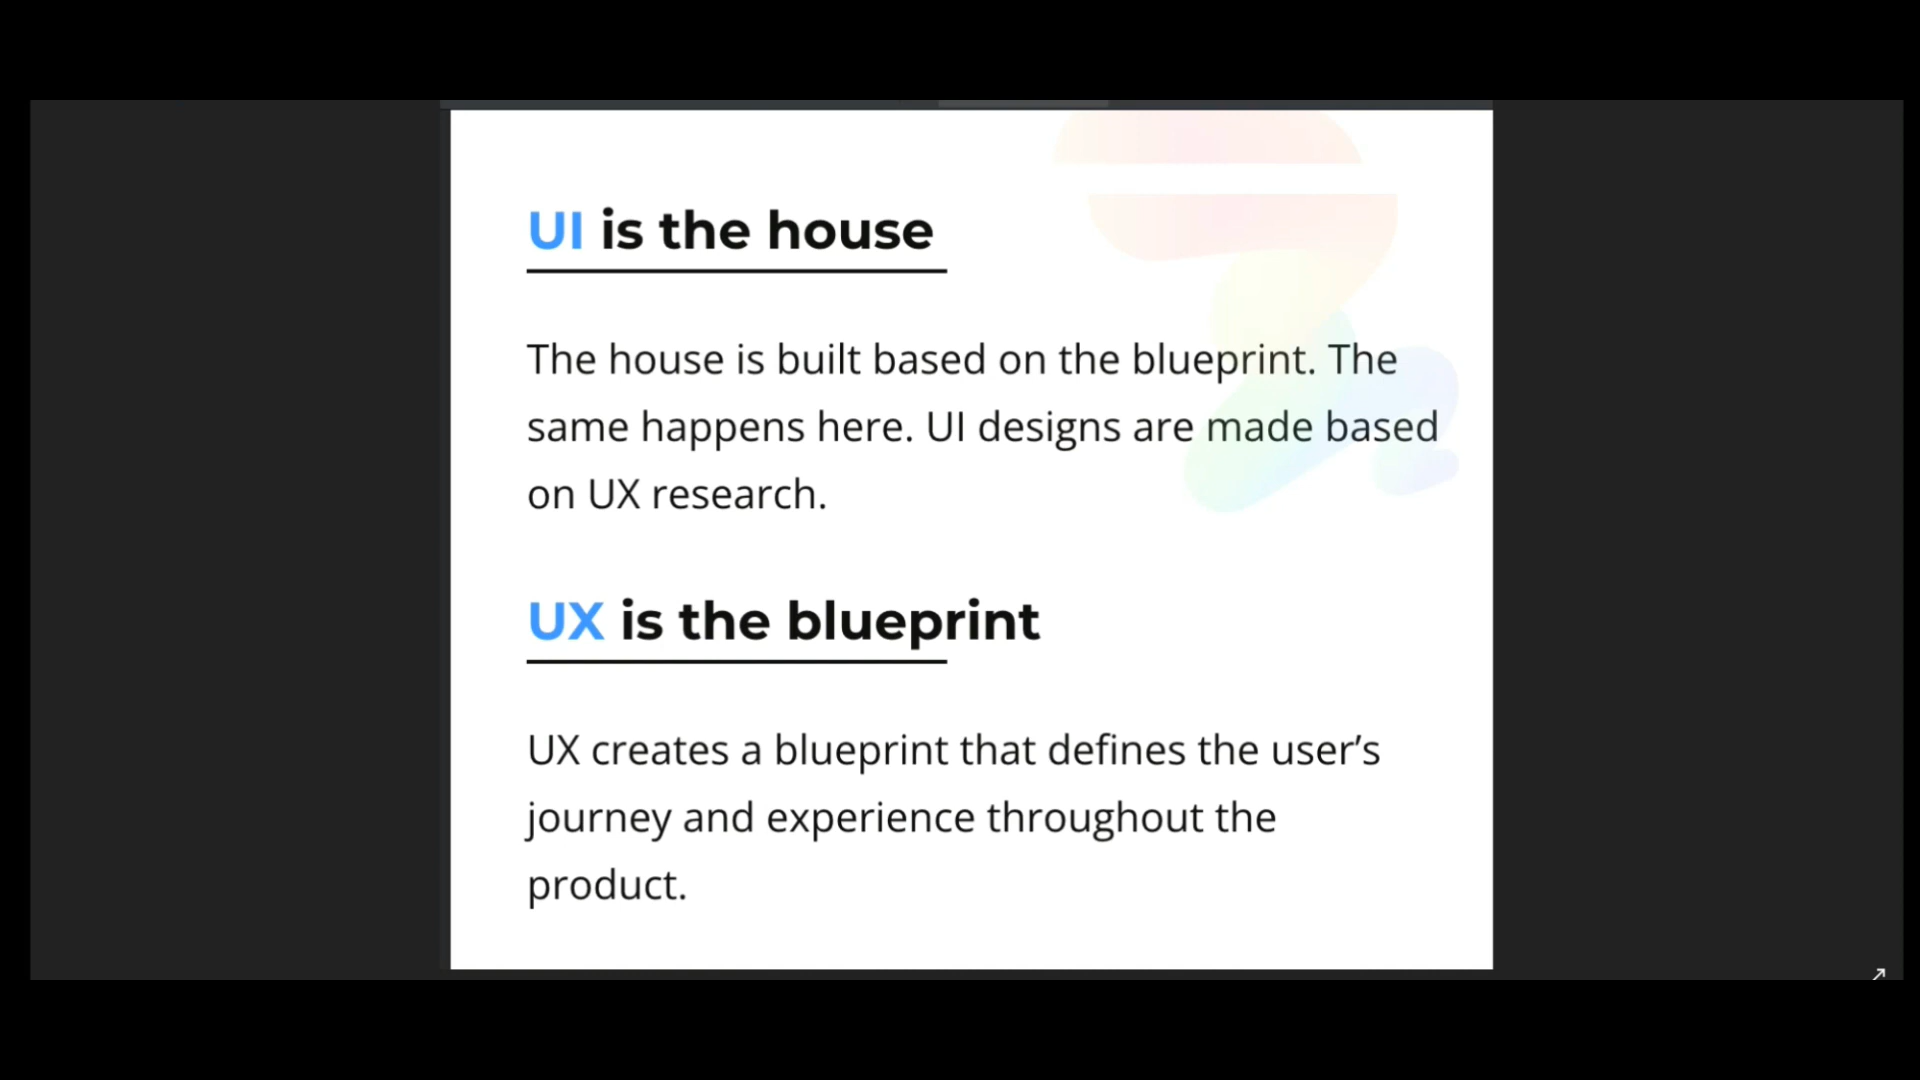 UI is the house
The house is built based on the blueprint. The
same happens here. UI designs are made based
on UX research.
UX is the blueprint
UX creates a blueprint that defines the user’s
journey and experience throughout the
product.